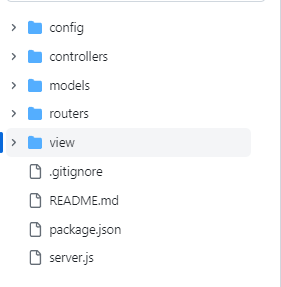 config
controllers
models
routers
view
.gitignore
README.md
package.json
server.js